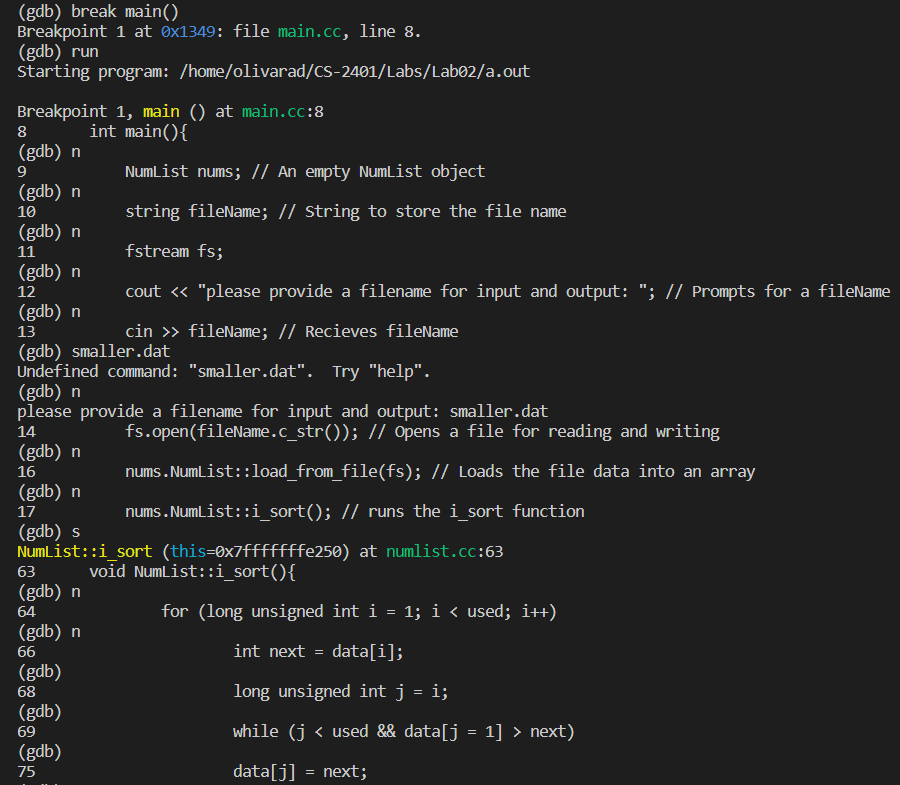 (gdb) break main()
Breakpoint 1 at 0x1349: file main.cc, line 8.
(gdb) run
Starting program: /home/olivarad/CS-2401/Labs/Lab02/a.out

Breakpoint 1, main () at main.cc:8
8       int main(){
(gdb) n
9           NumList nums; // An empty NumList object
(gdb) n
10          string fileName; // String to store the file name
(gdb) n
11          fstream fs;
(gdb) n
12          cout << "please provide a filename for input and output: "; // Prompts for a fileName
(gdb) n
13          cin >> fileName; // Recieves fileName
(gdb) smaller.dat
Undefined command: "smaller.dat".  Try "help".
(gdb) n
please provide a filename for input and output: smaller.dat
14          fs.open(fileName.c_str()); // Opens a file for reading and writing
(gdb) n
16          nums.NumList::load_from_file(fs); // Loads the file data into an array
(gdb) n
17          nums.NumList::i_sort(); // runs the i_sort function
(gdb) s
NumList::i_sort (this=0x7fffffffe250) at numlist.cc:63
63      void NumList::i_sort(){
(gdb) n
64              for (long unsigned int i = 1; i < used; i++)
(gdb) n
66                      int next = data[i];
(gdb)
68                      long unsigned int j = i;
(gdb)
69                      while (j < used && data[j = 1] > next)
(gdb)
75                      data[j] = next;